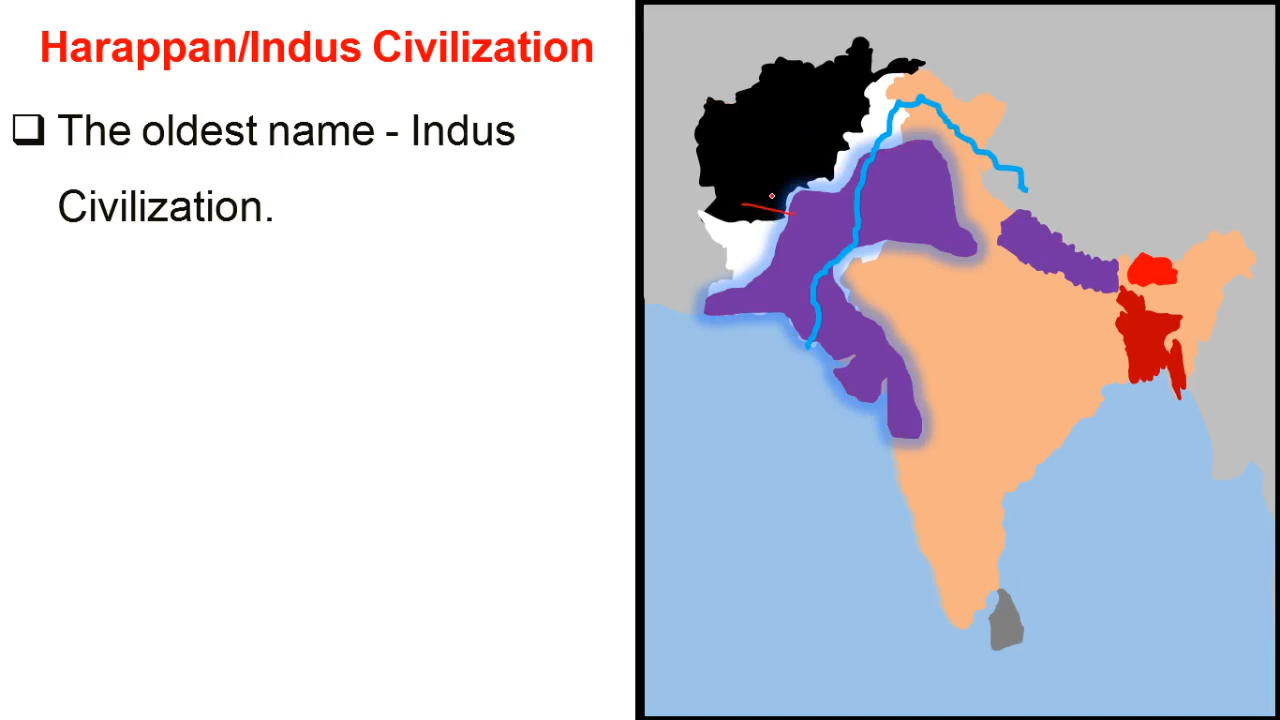 Harappan/Indus Civilization
❑ The oldest name - Indus
Civilization.